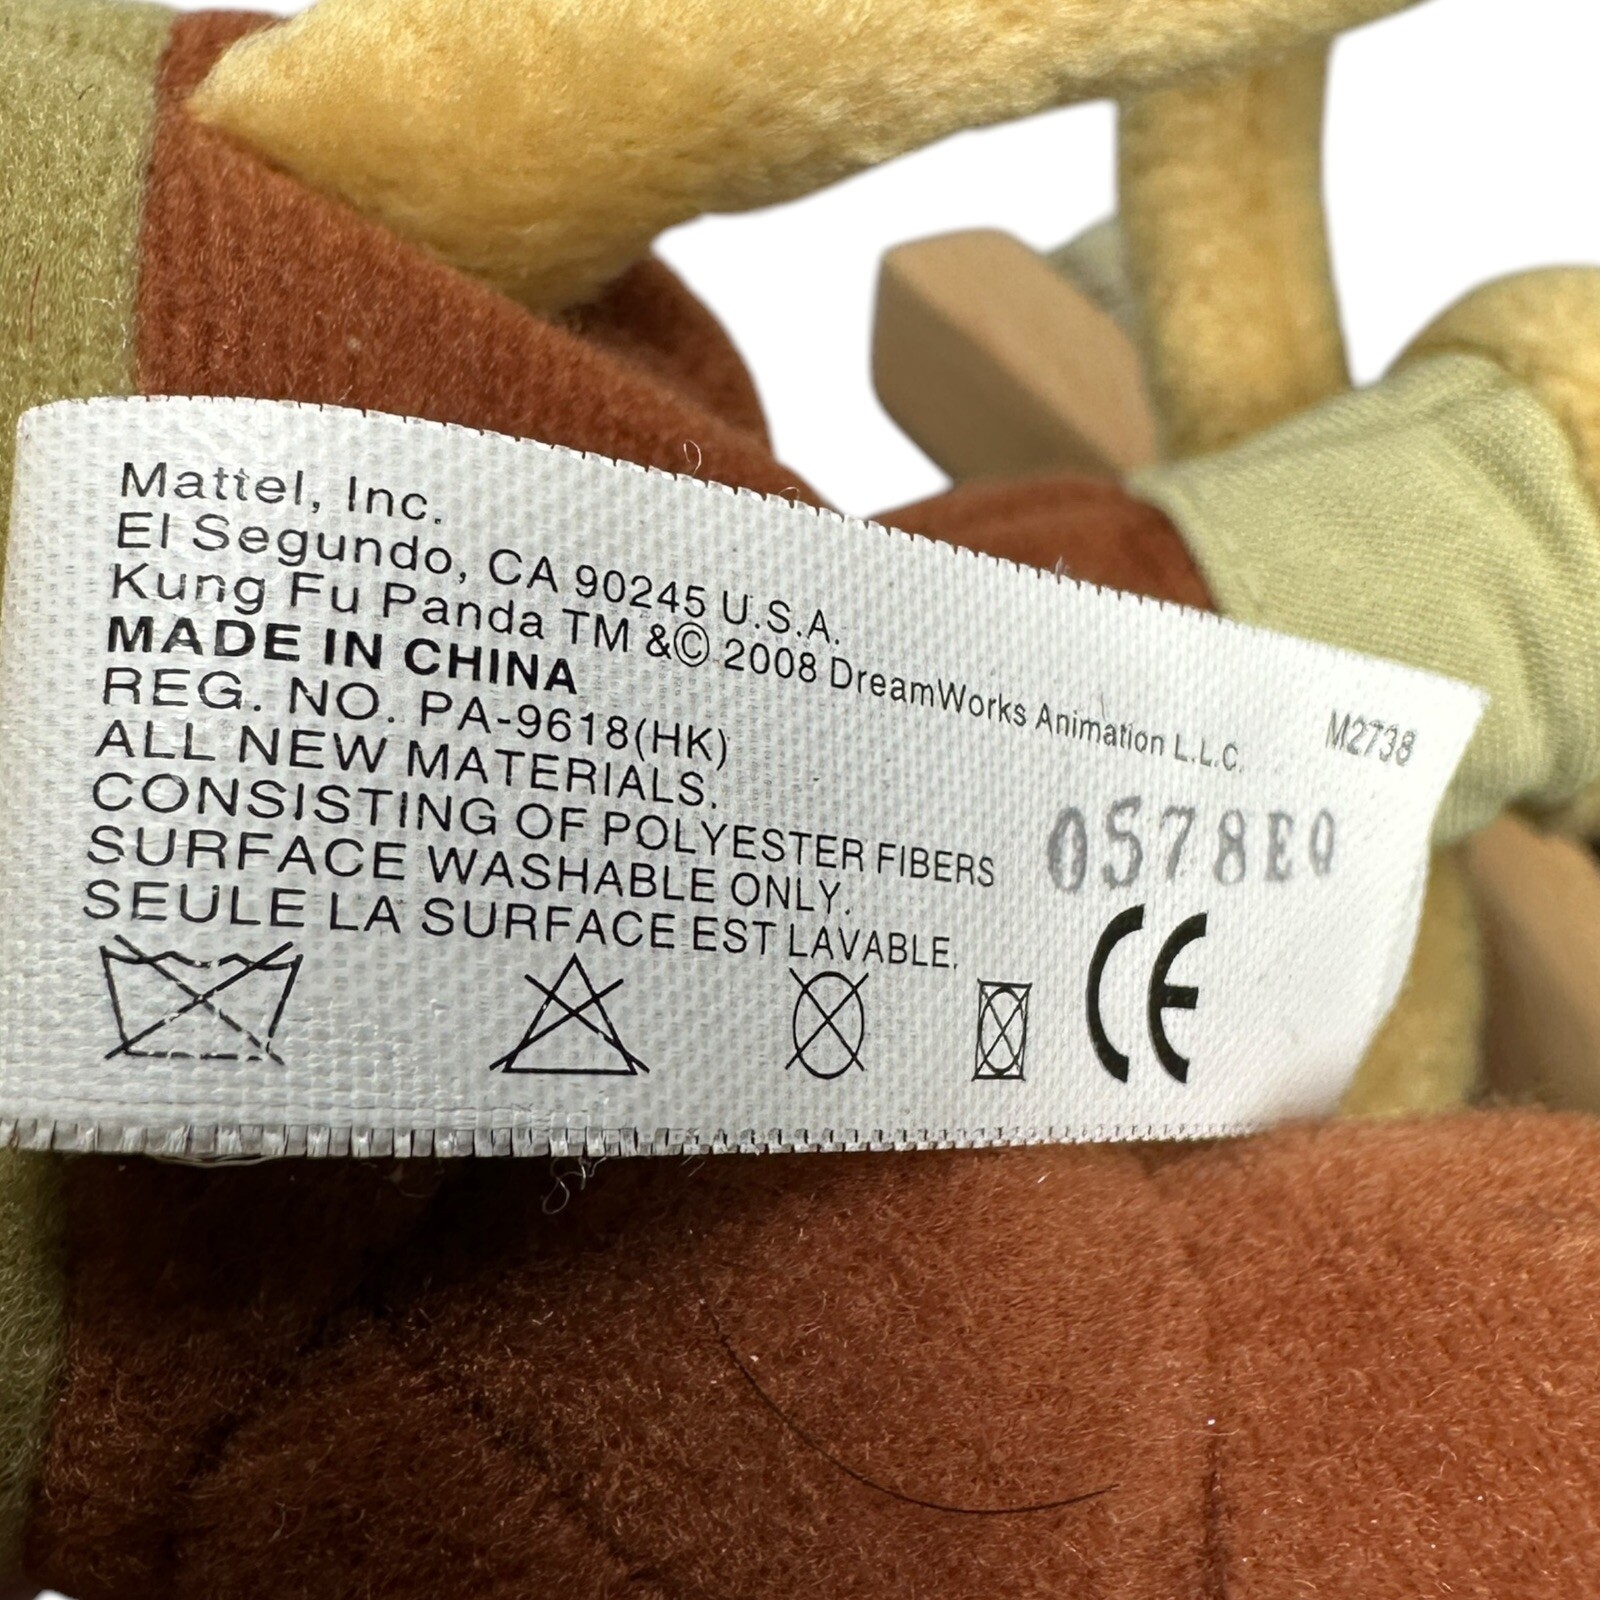 Mattel, Inc.
El Segundo, CA 90245 U.S.A.
Kung Fu Panda TM &© 2008 DreamWorks Animation L.L.C.
M2738
MADE IN CHINA
REG. NO. PA-9618(HK)
ALL NEW MATERIALS.
CONSISTING OF POLYESTER FIBERS
0578E0
SURFACE WASHABLE ONLY.
SEULE LA SURFACE EST LAVABLE.
CE